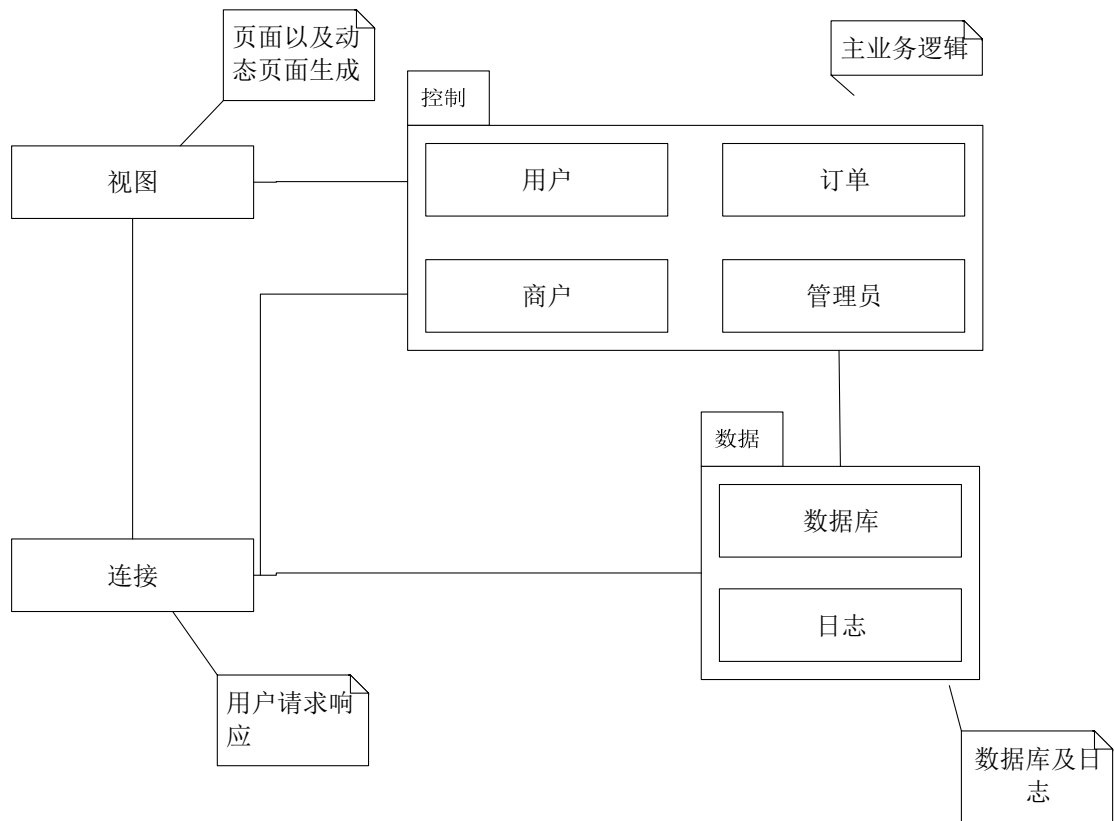 页面以及动
态页面生成
主业务逻辑
控制
视图
用户
订单
商户
管理员
数据
数据库
连接
日志
用户请求响
应
数据库及日
志